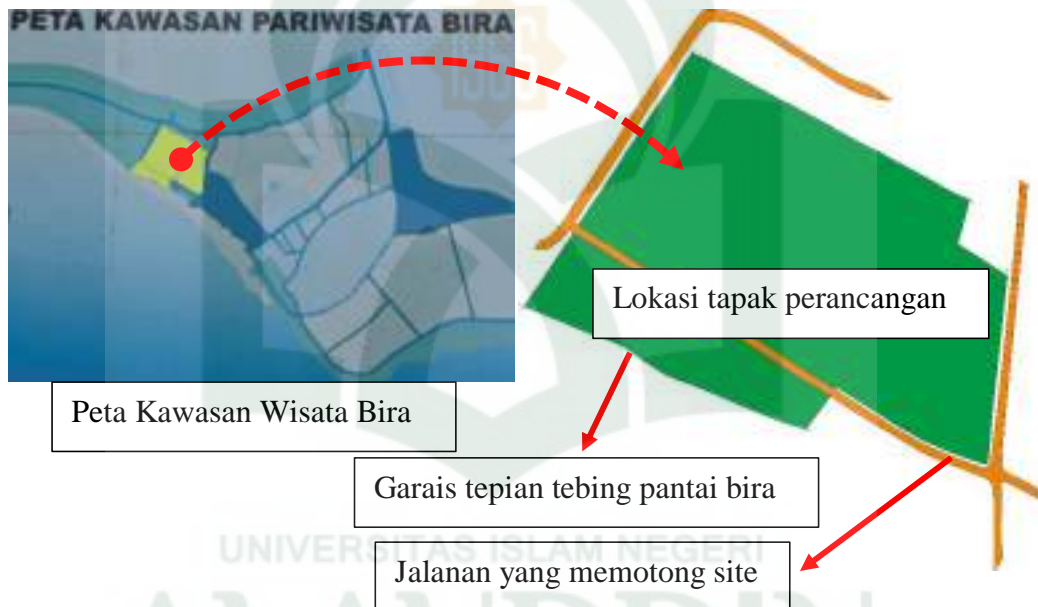 PETA KAWASAN PARIWISATA BIRA
Lokasi tapak perancangan
Peta Kawasan Wisata Bira
Garais tepian tebing pantai bira
UNIVERSITAS ISLAM NEGERI
Jalanan yang memotong site